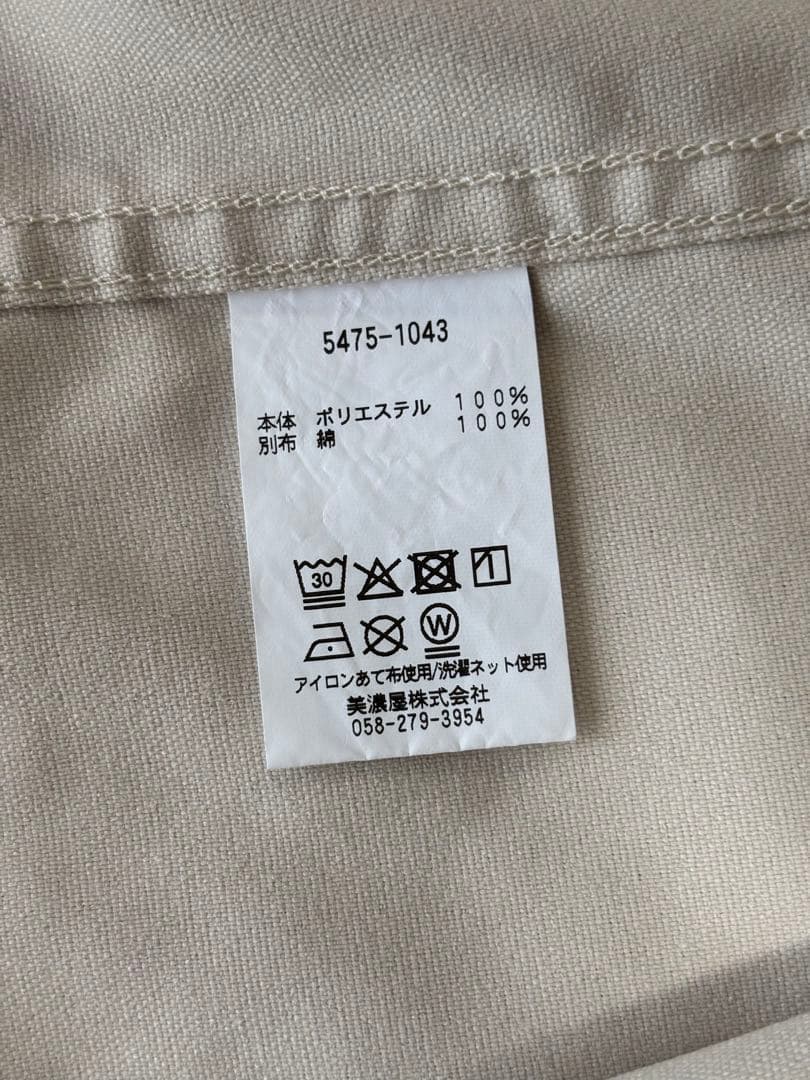 5475-1043
本体 ポリエステル 100%
別布 綿 100%
30
W
アイロンあて布使用/洗濯ネット使用
美濃屋株式会社
058-279-3954